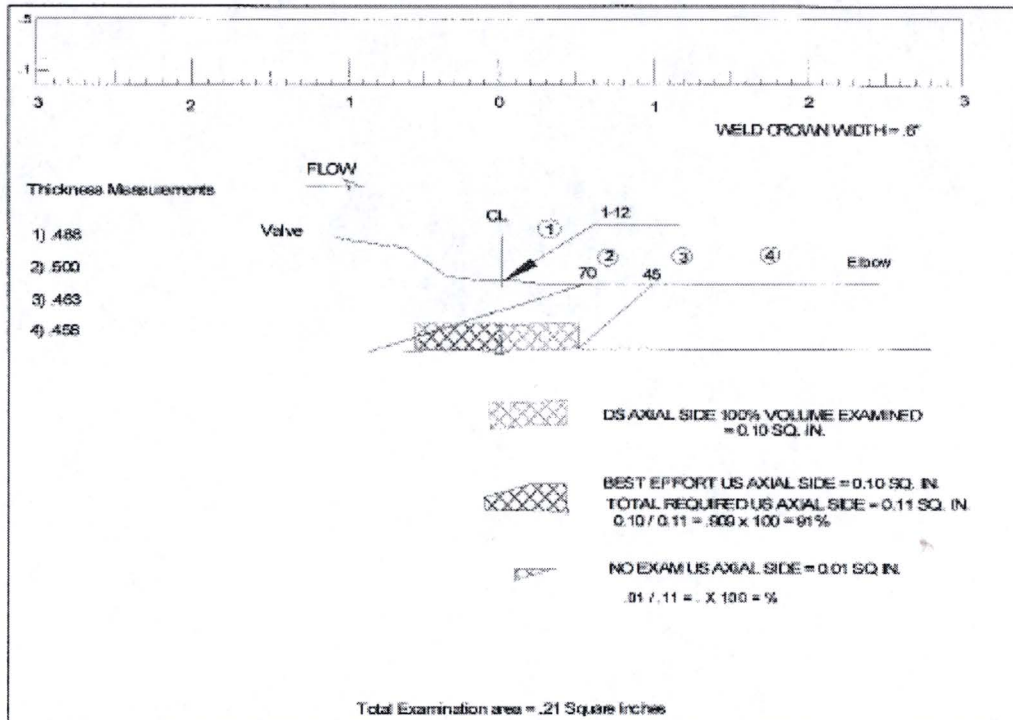 .5
.1
3 2 1 0 1 2 3
WELD CROWN WIDTH = .6"
FLOW
Thickness Measurements
CL
1-12
1
Valve
1) .488
2
3
4
Elbow
2) .500
70
45
3) .463
4) .458
DS AXIAL SIDE 100% VOLUME EXAMINED
= 0.10 SQ. IN.
BEST EFFORT US AXIAL SIDE = 0.10 SQ. IN.
TOTAL REQUIRED US AXIAL SIDE = 0.11 SQ. IN.
0.10 / 0.11 = .909 x 100 = 91%
NO EXAM US AXIAL SIDE = 0.01 SQ IN.
.01 / .11 = . X 100 = %
Total Examination area = .21 Square Inches